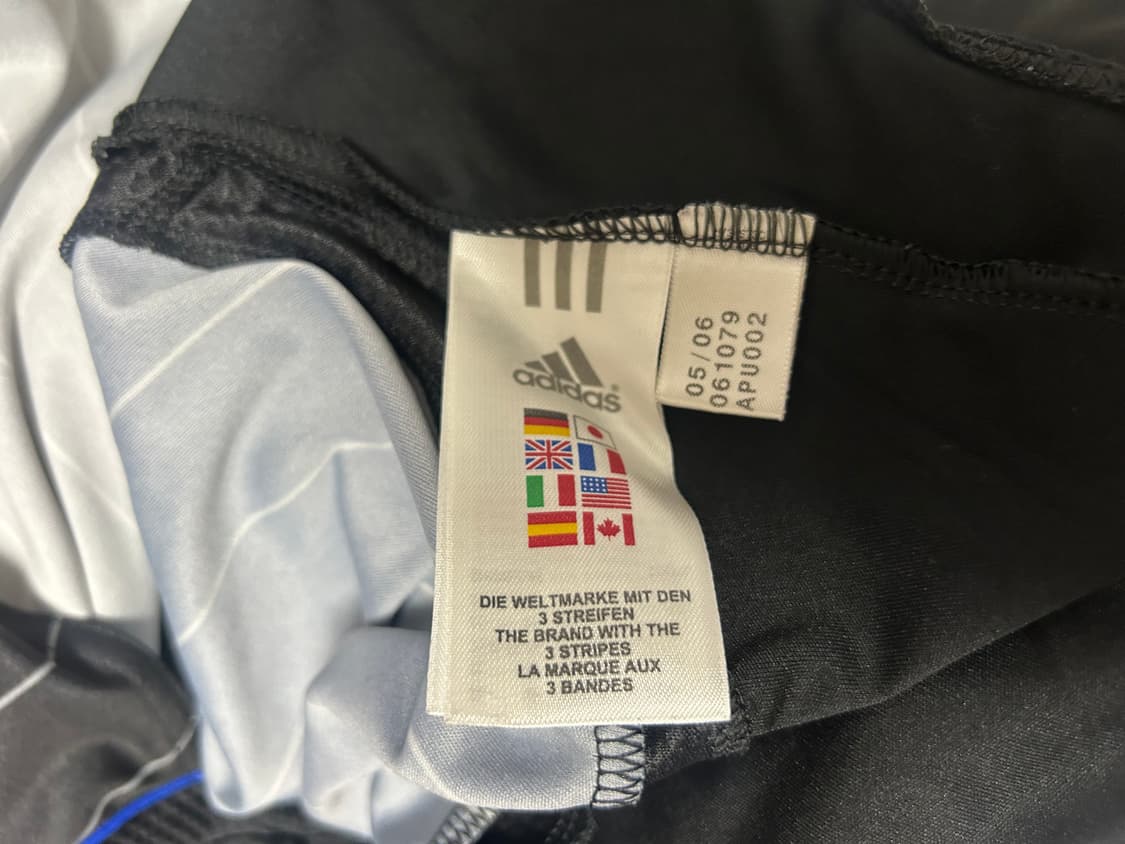 adidas®
DIE WELTMARKE MIT DEN
3 STREIFEN
THE BRAND WITH THE
3 STRIPES
LA MARQUE AUX
3 BANDES
05/06
061079
APU002